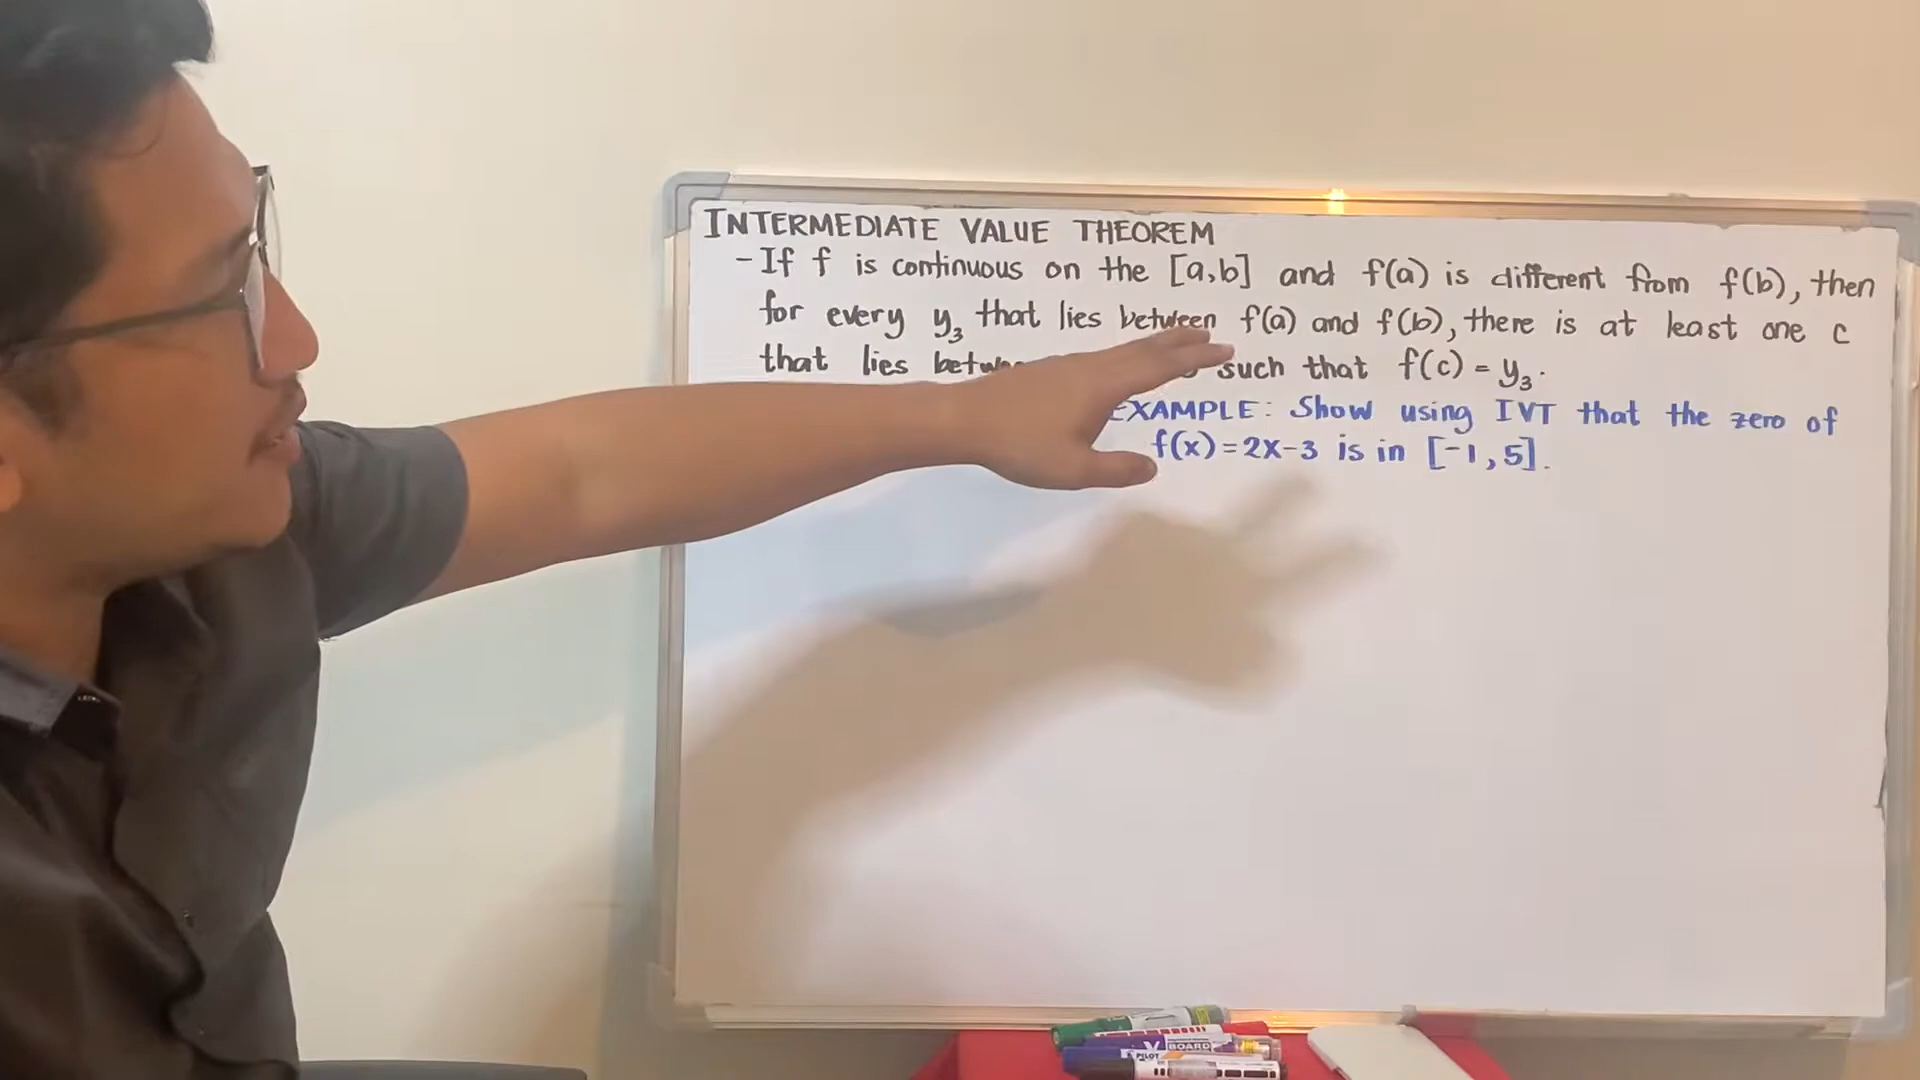 INTERMEDIATE VALUE THEOREM
- If f is continuous on the [a,b] and f(a) is different from f(b), then
for every y₃ that lies between f(a) and f(b), there is at least one c
that lies such that f(c) = y₃.
EXAMPLE: Show using IVT that the zero of
f(x)=2x-3 is in [-1,5].
V BOARD
PILOT